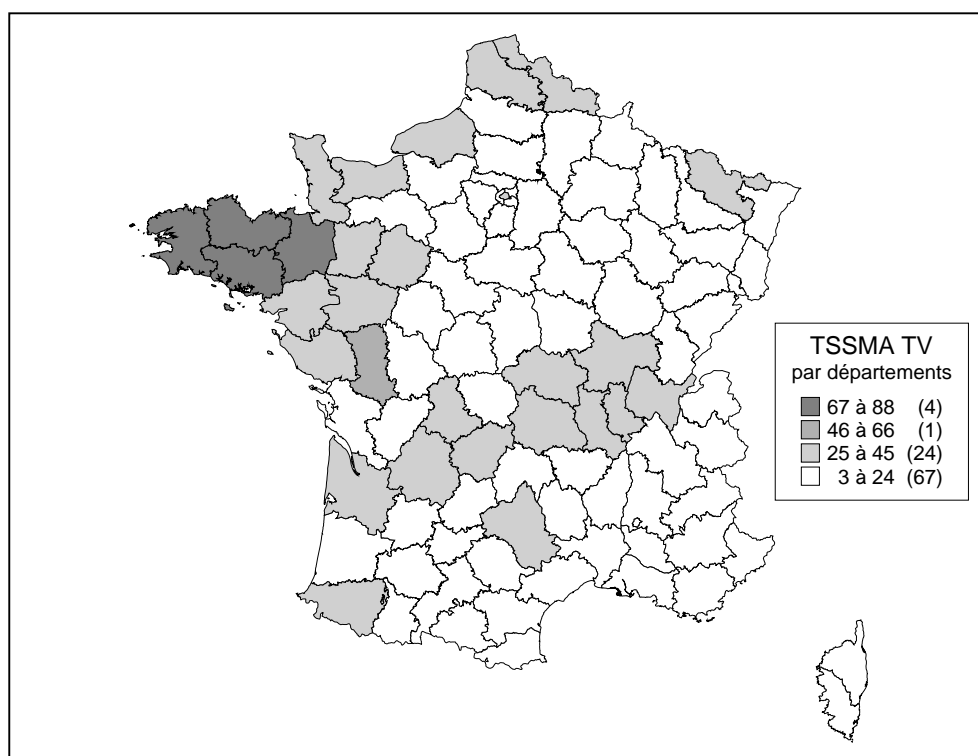 TSSMA TV
par départements
67 à 88 (4)
46 à 66 (1)
25 à 45 (24)
3 à 24 (67)